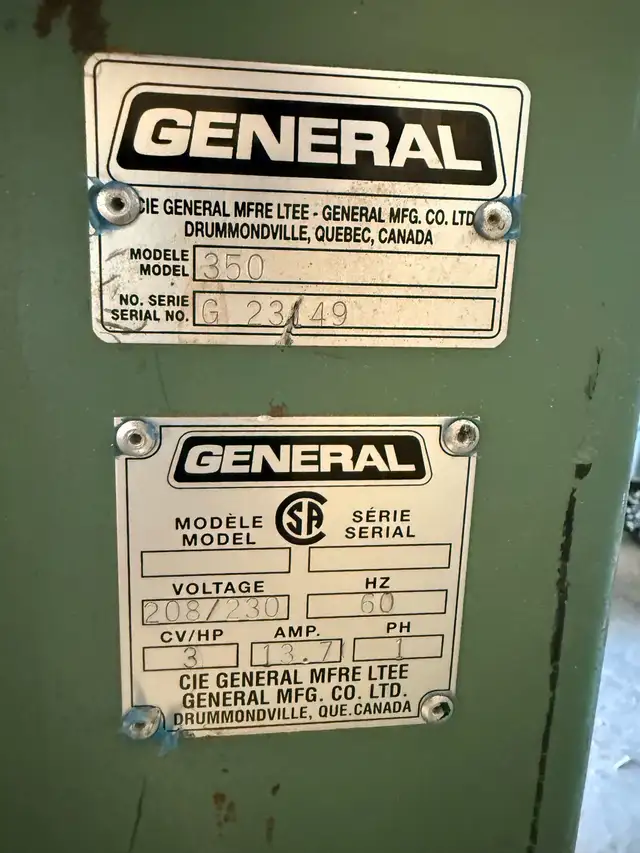 GENERAL
CIE GENERAL MFRE LTEE - GENERAL MFG. CO. LTD
DRUMMONDVILLE, QUEBEC, CANADA
MODELE
MODEL 350
NO. SERIE
SERIAL NO. G 23149
GENERAL
MODÈLE SA SÉRIE
MODEL SERIAL
VOLTAGE HZ
208/230 60
CV/HP AMP. PH
3 13.7 1
CIE GENERAL MFRE LTEE
GENERAL MFG. CO. LTD.
DRUMMONDVILLE, QUE. CANADA